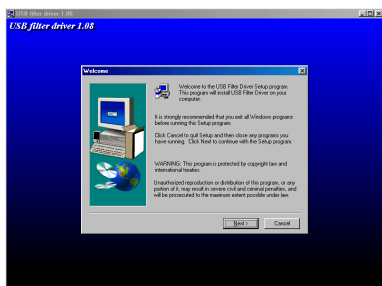 USB filter driver 1.08
USB filter driver 1.08
Welcome
Welcome to the USB Filter Driver Setup program.
This program will install USB Filter Driver on your
computer.
It is strongly recommended that you exit all Windows programs
before running this Setup program.
Click Cancel to quit Setup and then close any programs you
have running. Click Next to continue with the Setup program.
WARNING: This program is protected by copyright law and
international treaties.
Unauthorized reproduction or distribution of this program, or any
portion of it, may result in severe civil and criminal penalties, and
will be prosecuted to the maximum extent possible under law.
Next >
Cancel